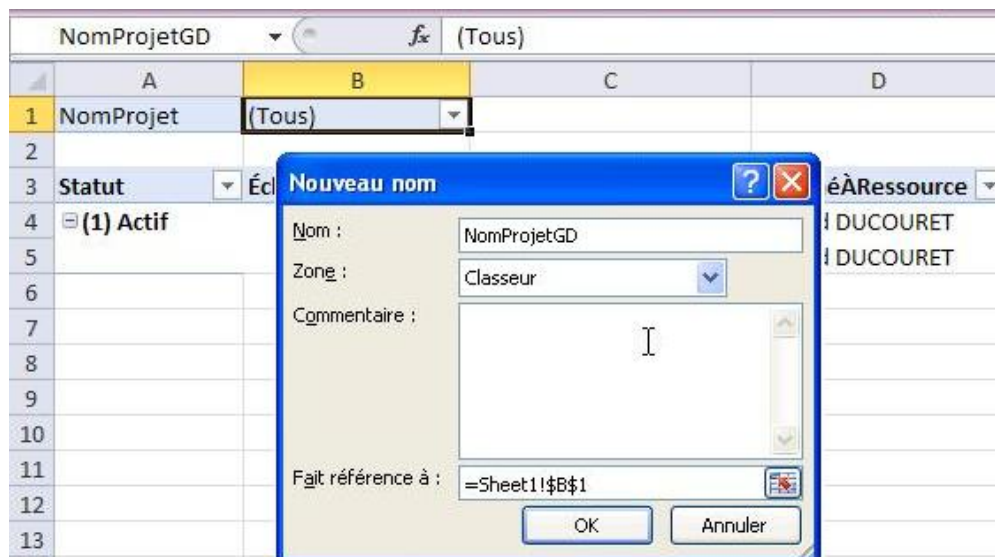 NomProjetGD fx (Tous)
A B C D
1 NomProjet (Tous)
2
3 Statut Écl éÀRessource
4 (1) Actif DUCOURET
5 DUCOURET
6
7
8
9
10
11
12
13
Nouveau nom
Nom : NomProjetGD
Zone : Classeur
Commentaire :
Fait référence à : =Sheet1!$B$1
OK Annuler